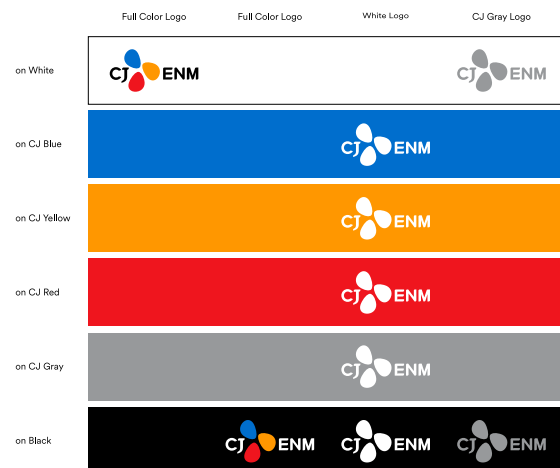 Full Color Logo Full Color Logo White Logo CJ Gray Logo
on White CJ ENM CJ ENM
on CJ Blue CJ ENM
on CJ Yellow CJ ENM
on CJ Red CJ ENM
on CJ Gray CJ ENM
on Black CJ ENM CJ ENM CJ ENM